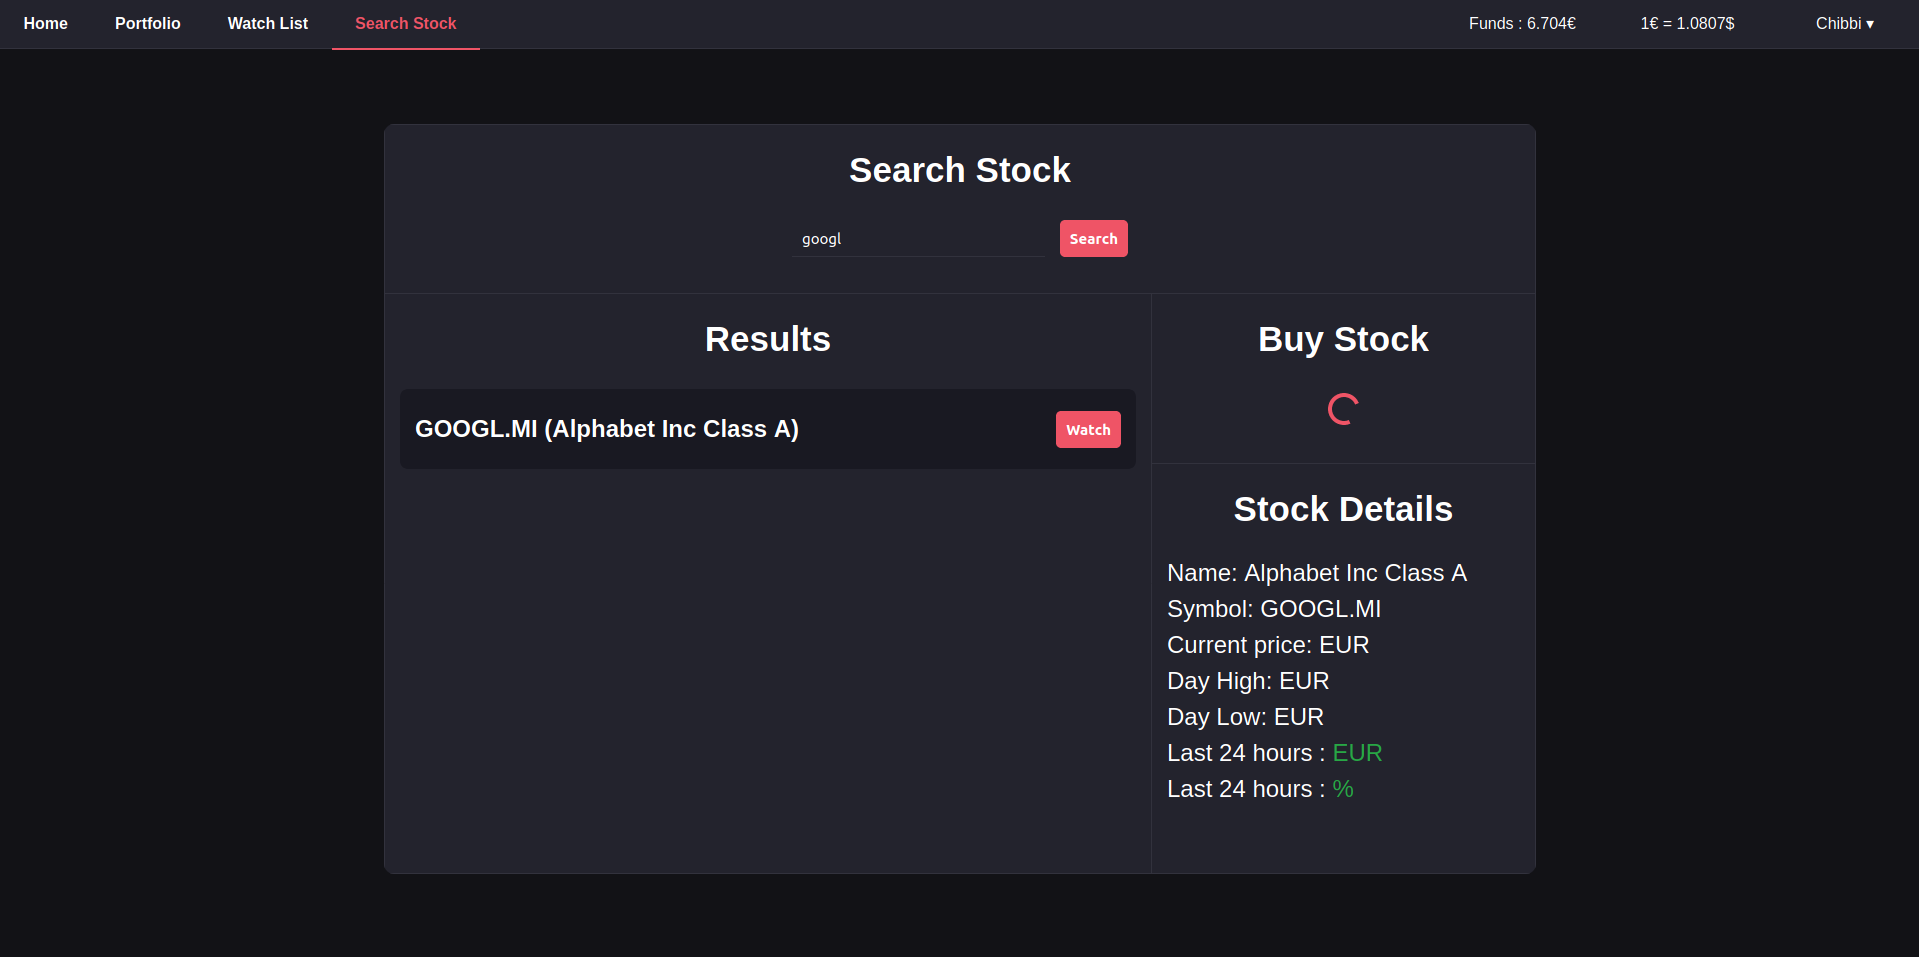 Home Portfolio Watch List Search Stock Funds : 6.704€ 1€ = 1.0807$ Chibbi ▾
Search Stock
googl Search
Results
GOOGL.MI (Alphabet Inc Class A) Watch
Buy Stock
Stock Details
Name: Alphabet Inc Class A
Symbol: GOOGL.MI
Current price: EUR
Day High: EUR
Day Low: EUR
Last 24 hours : EUR
Last 24 hours : %